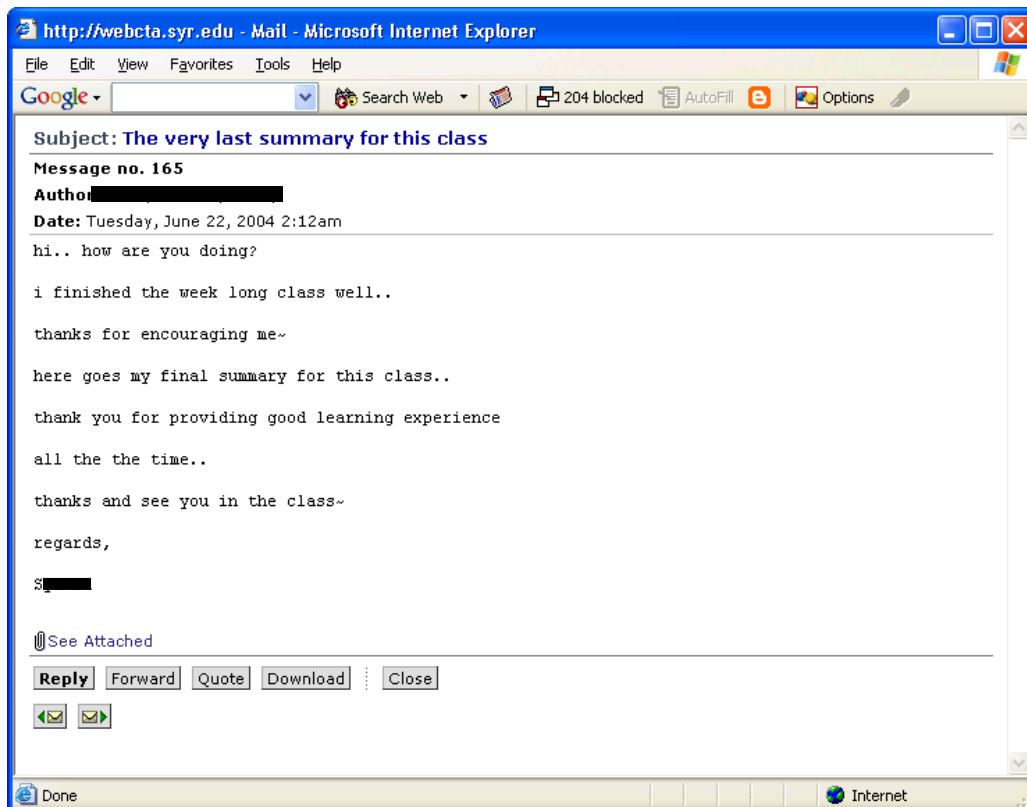 http://webcta.syr.edu - Mail - Microsoft Internet Explorer
File Edit View Favorites Tools Help
Google Search Web 204 blocked AutoFill Options
Subject: The very last summary for this class
Message no. 165
Author
Date: Tuesday, June 22, 2004 2:12am
hi.. how are you doing?
i finished the week long class well..
thanks for encouraging me~
here goes my final summary for this class..
thank you for providing good learning experience
all the the time..
thanks and see you in the class~
regards,
S
See Attached
Reply Forward Quote Download Close
Done Internet